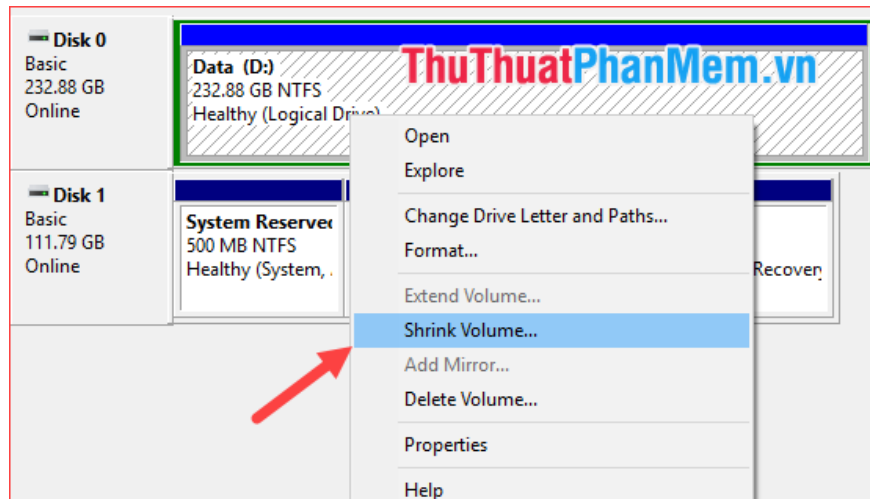 Disk 0
Basic
232.88 GB
Online
Data (D:)
232.88 GB NTFS
Healthy (Logical Drive)
ThuThuatPhanMem.vn
Disk 1
Basic
111.79 GB
Online
System Reserved
500 MB NTFS
Healthy (System, .
Recovery
Open
Explore
Change Drive Letter and Paths...
Format...
Extend Volume...
Shrink Volume...
Add Mirror...
Delete Volume...
Properties
Help